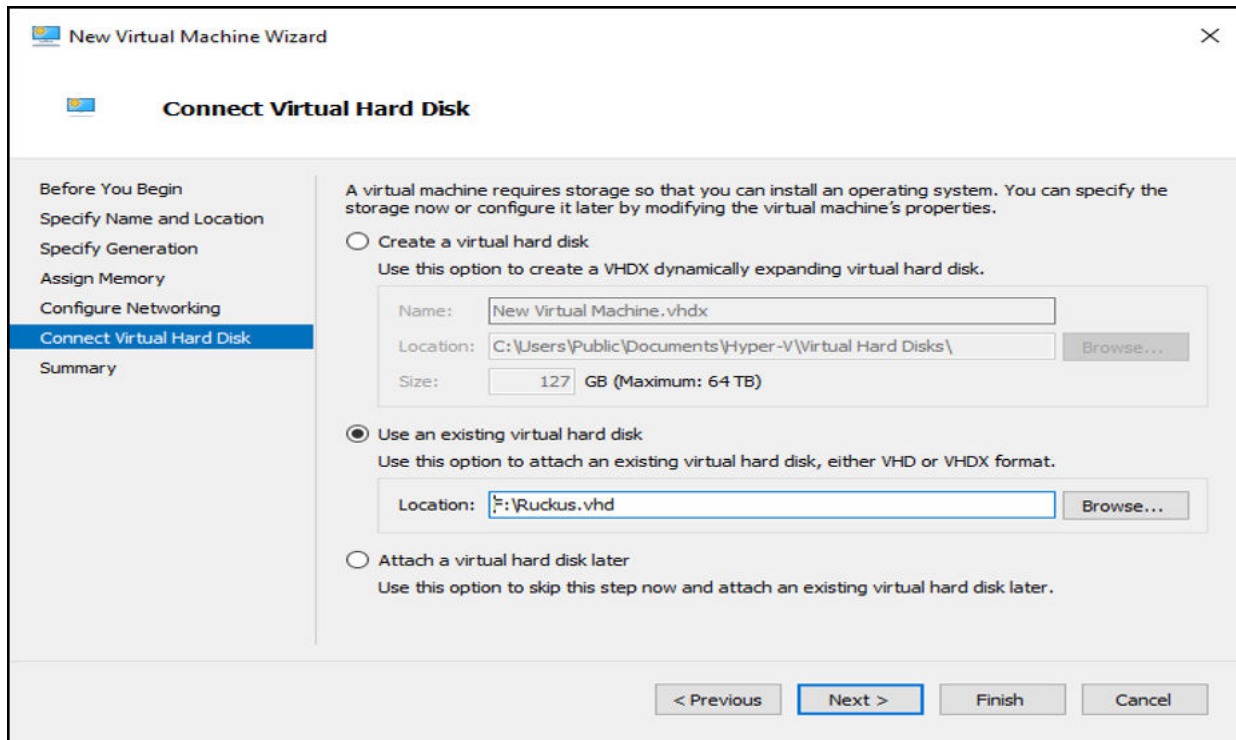 New Virtual Machine Wizard
Connect Virtual Hard Disk
Before You Begin
Specify Name and Location
Specify Generation
Assign Memory
Configure Networking
Connect Virtual Hard Disk
Summary
A virtual machine requires storage so that you can install an operating system. You can specify the
storage now or configure it later by modifying the virtual machine's properties.
Create a virtual hard disk
Use this option to create a VHDX dynamically expanding virtual hard disk.
Name: New Virtual Machine.vhdx
Location: C:\Users\Public\Documents\Hyper-V\Virtual Hard Disks\ Browse...
Size: 127 GB (Maximum: 64 TB)
Use an existing virtual hard disk
Use this option to attach an existing virtual hard disk, either VHD or VHDX format.
Location: F:\Ruckus.vhd Browse...
Attach a virtual hard disk later
Use this option to skip this step now and attach an existing virtual hard disk later.
< Previous Next > Finish Cancel